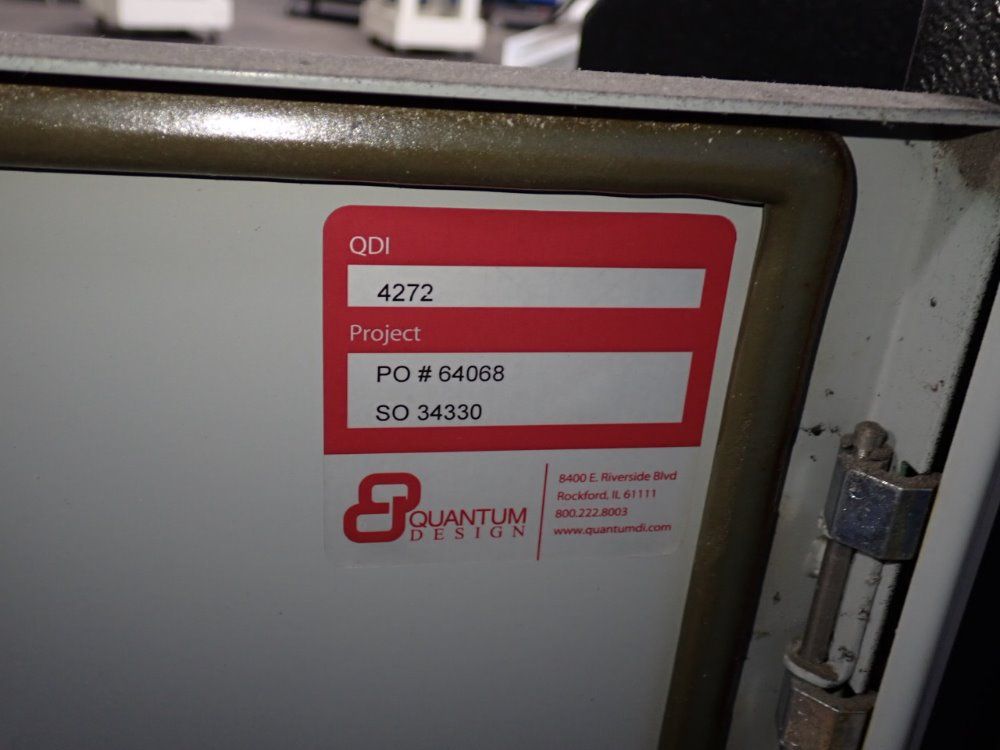 QDI
4272
Project
PO # 64068
SO 34330
QUANTUM
DESIGN
8400 E. Riverside Blvd
Rockford, IL 61111
800.222.8003
www.quantumdi.com